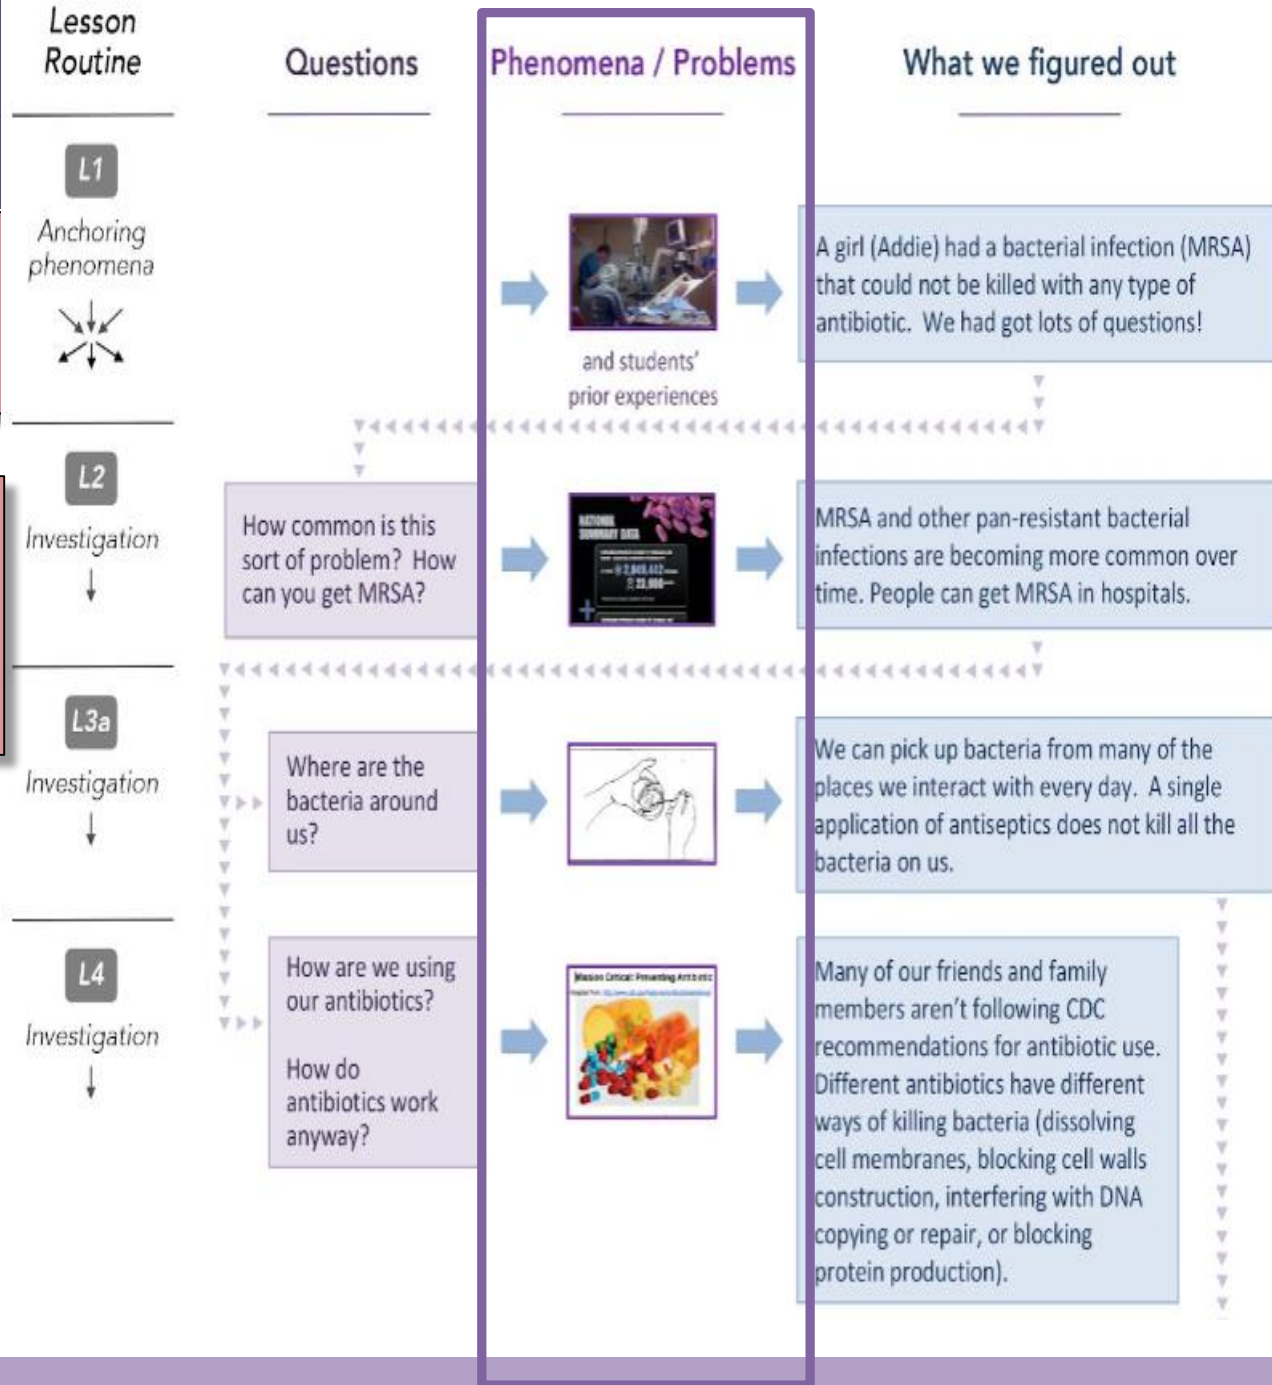 Lesson
Routine
Questions
Phenomena / Problems
What we figured out
L1
Anchoring
phenomena
and students'
prior experiences
A girl (Addie) had a bacterial infection (MRSA)
that could not be killed with any type of
antibiotic. We had got lots of questions!
L2
Investigation
How common is this
sort of problem? How
can you get MRSA?
NATIONAL
SUMMARY DATA
MRSA and other pan-resistant bacterial
infections are becoming more common over
time. People can get MRSA in hospitals.
L3a
Investigation
Where are the
bacteria around
us?
We can pick up bacteria from many of the
places we interact with every day. A single
application of antiseptics does not kill all the
bacteria on us.
L4
Investigation
How are we using
our antibiotics?
How do
antibiotics work
anyway?
Mission Critical: Preventing Antibiotic
Many of our friends and family
members aren't following CDC
recommendations for antibiotic use.
Different antibiotics have different
ways of killing bacteria (dissolving
cell membranes, blocking cell walls
construction, interfering with DNA
copying or repair, or blocking
protein production).